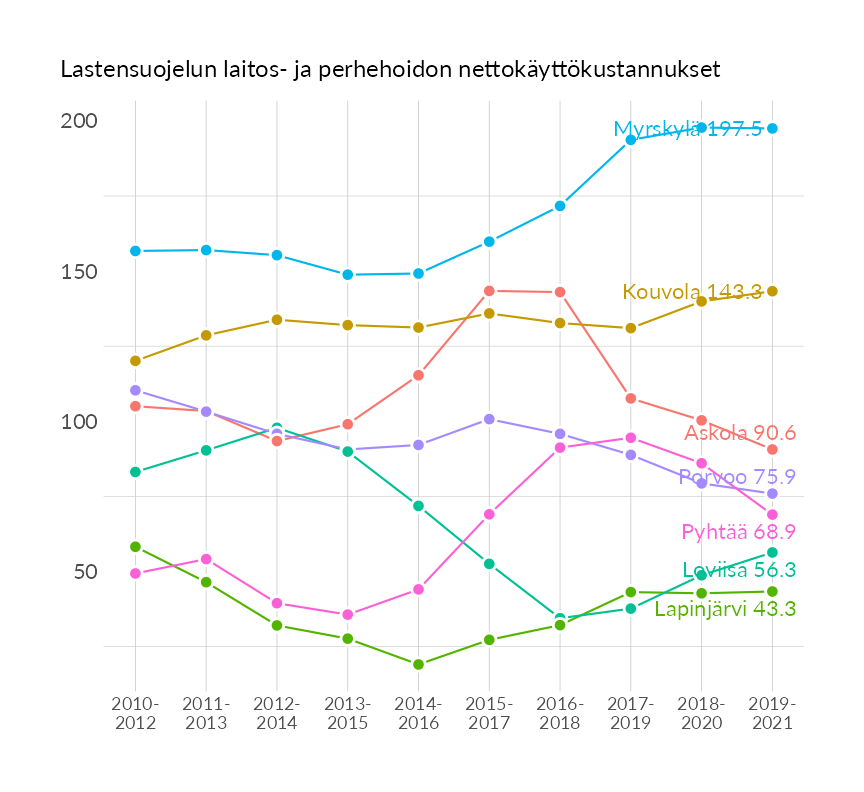 Lastensuojelun laitos- ja perhehoidon nettokäyttökustannukset
200
Myrskylä 197.5
150
Kouvola 143.3
100
Askola 90.6
Porvoo 75.9
Pyhtää 68.9
50
Loviisa 56.3
Lapinjärvi 43.3
2010- 2011- 2012- 2013- 2014- 2015- 2016- 2017- 2018- 2019-
2012 2013 2014 2015 2016 2017 2018 2019 2020 2021